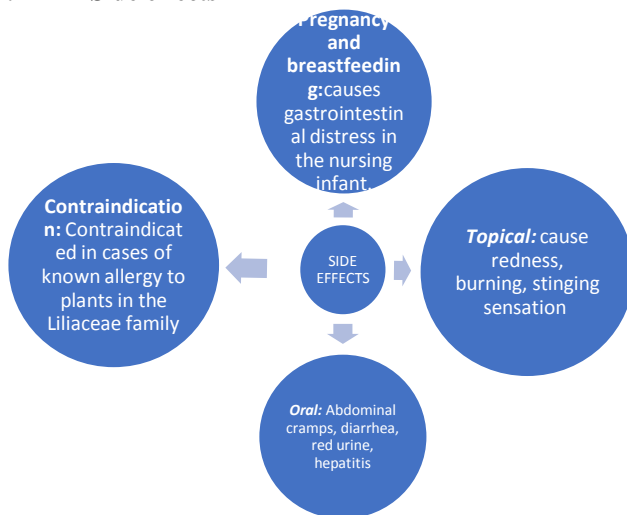 Pregnancy
and
breastfeedin
g:causes
gastrointestin
al distress in
the nursing
infant.
Contraindicatio
n: Contraindicat
ed in cases of
known allergy to
plants in the
Liliaceae family
SIDE
EFFECTS
Topical: cause
redness,
burning, stinging
sensation
Oral: Abdominal
cramps, diarrhea,
red urine,
hepatitis